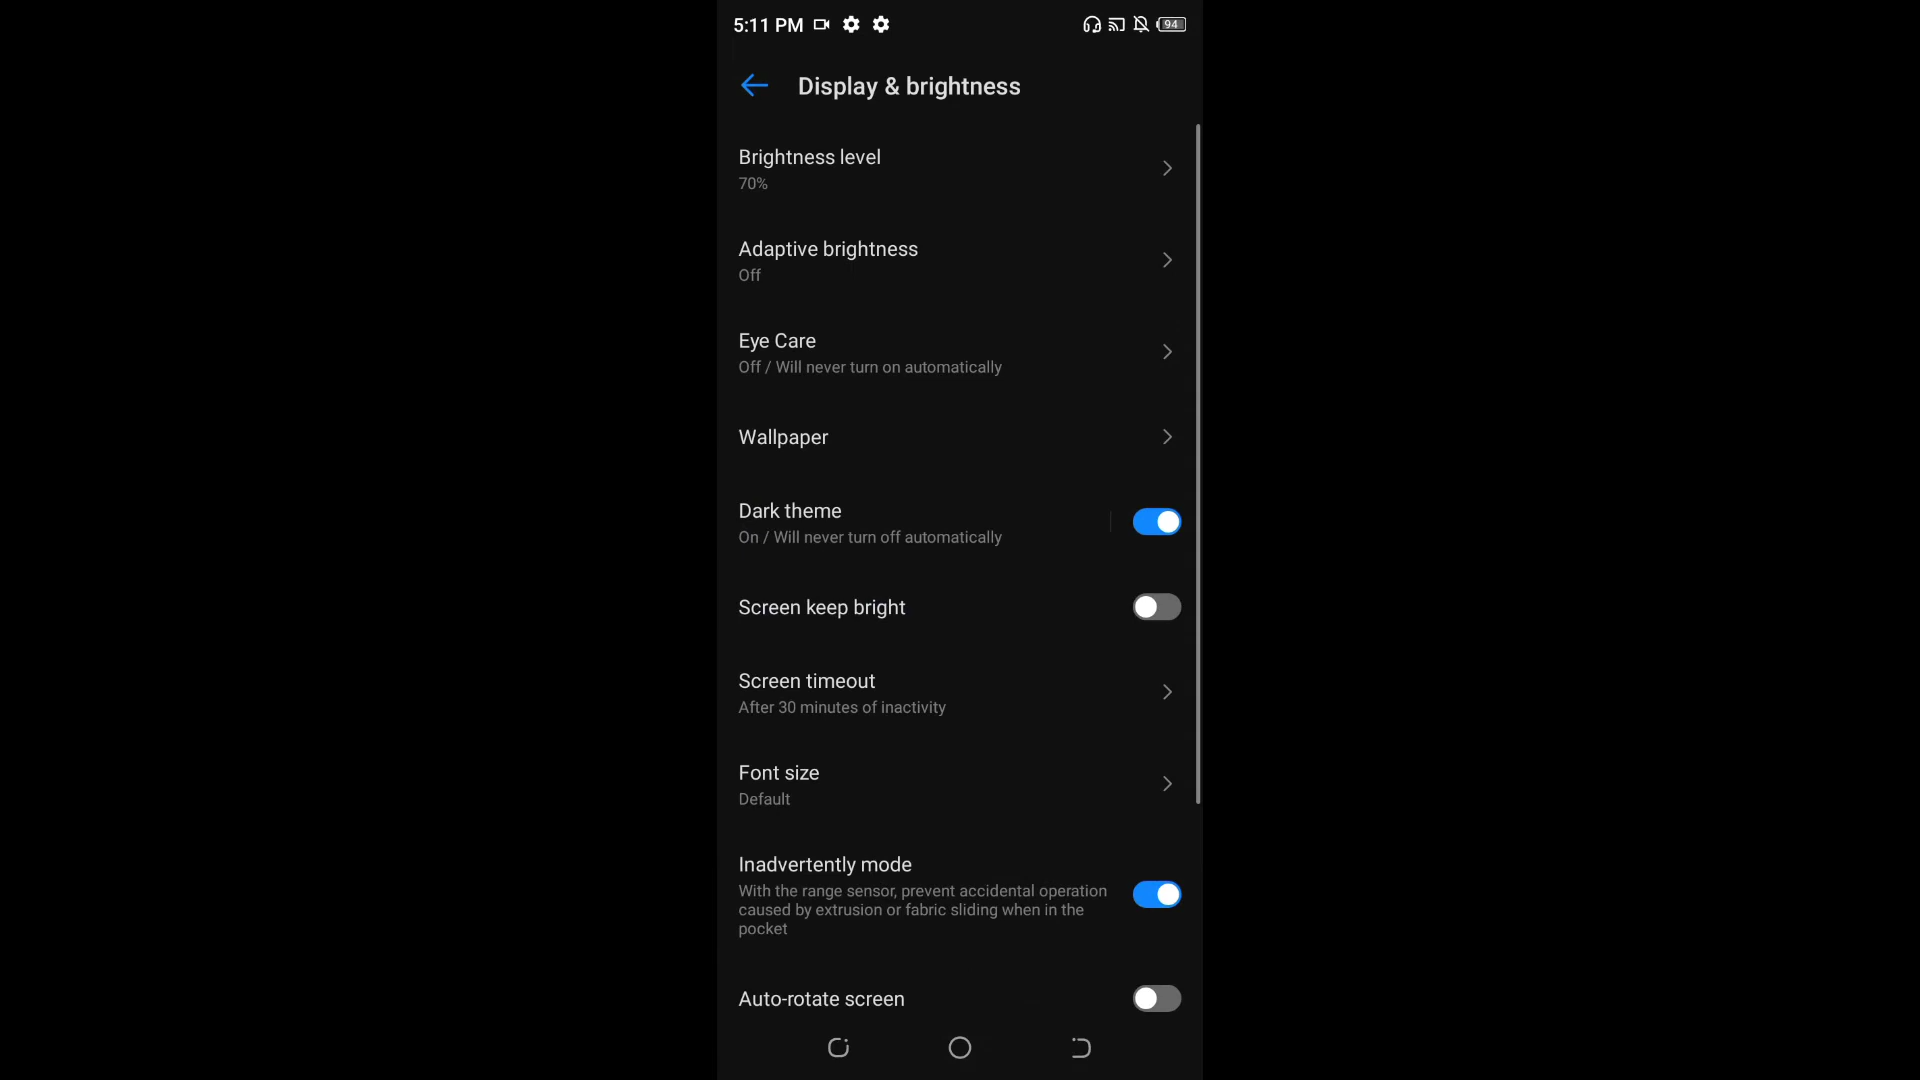 5:11 PM
94
Display & brightness
Brightness level
70%
Adaptive brightness
Off
Eye Care
Off / Will never turn on automatically
Wallpaper
Dark theme
On / Will never turn off automatically
Screen keep bright
Screen timeout
After 30 minutes of inactivity
Font size
Default
Inadvertently mode
With the range sensor, prevent accidental operation
caused by extrusion or fabric sliding when in the
pocket
Auto-rotate screen